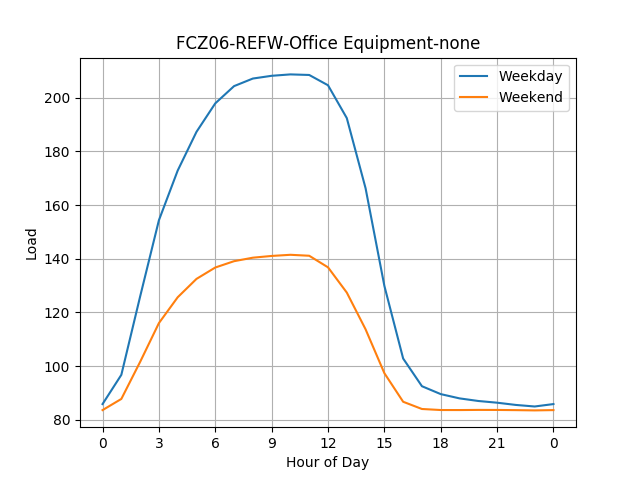 FCZ06-REFW-Office Equipment-none
Weekday
Weekend
200
180
160
140
120
100
80
Load
0 3 6 9 12 15 18 21 0
Hour of Day